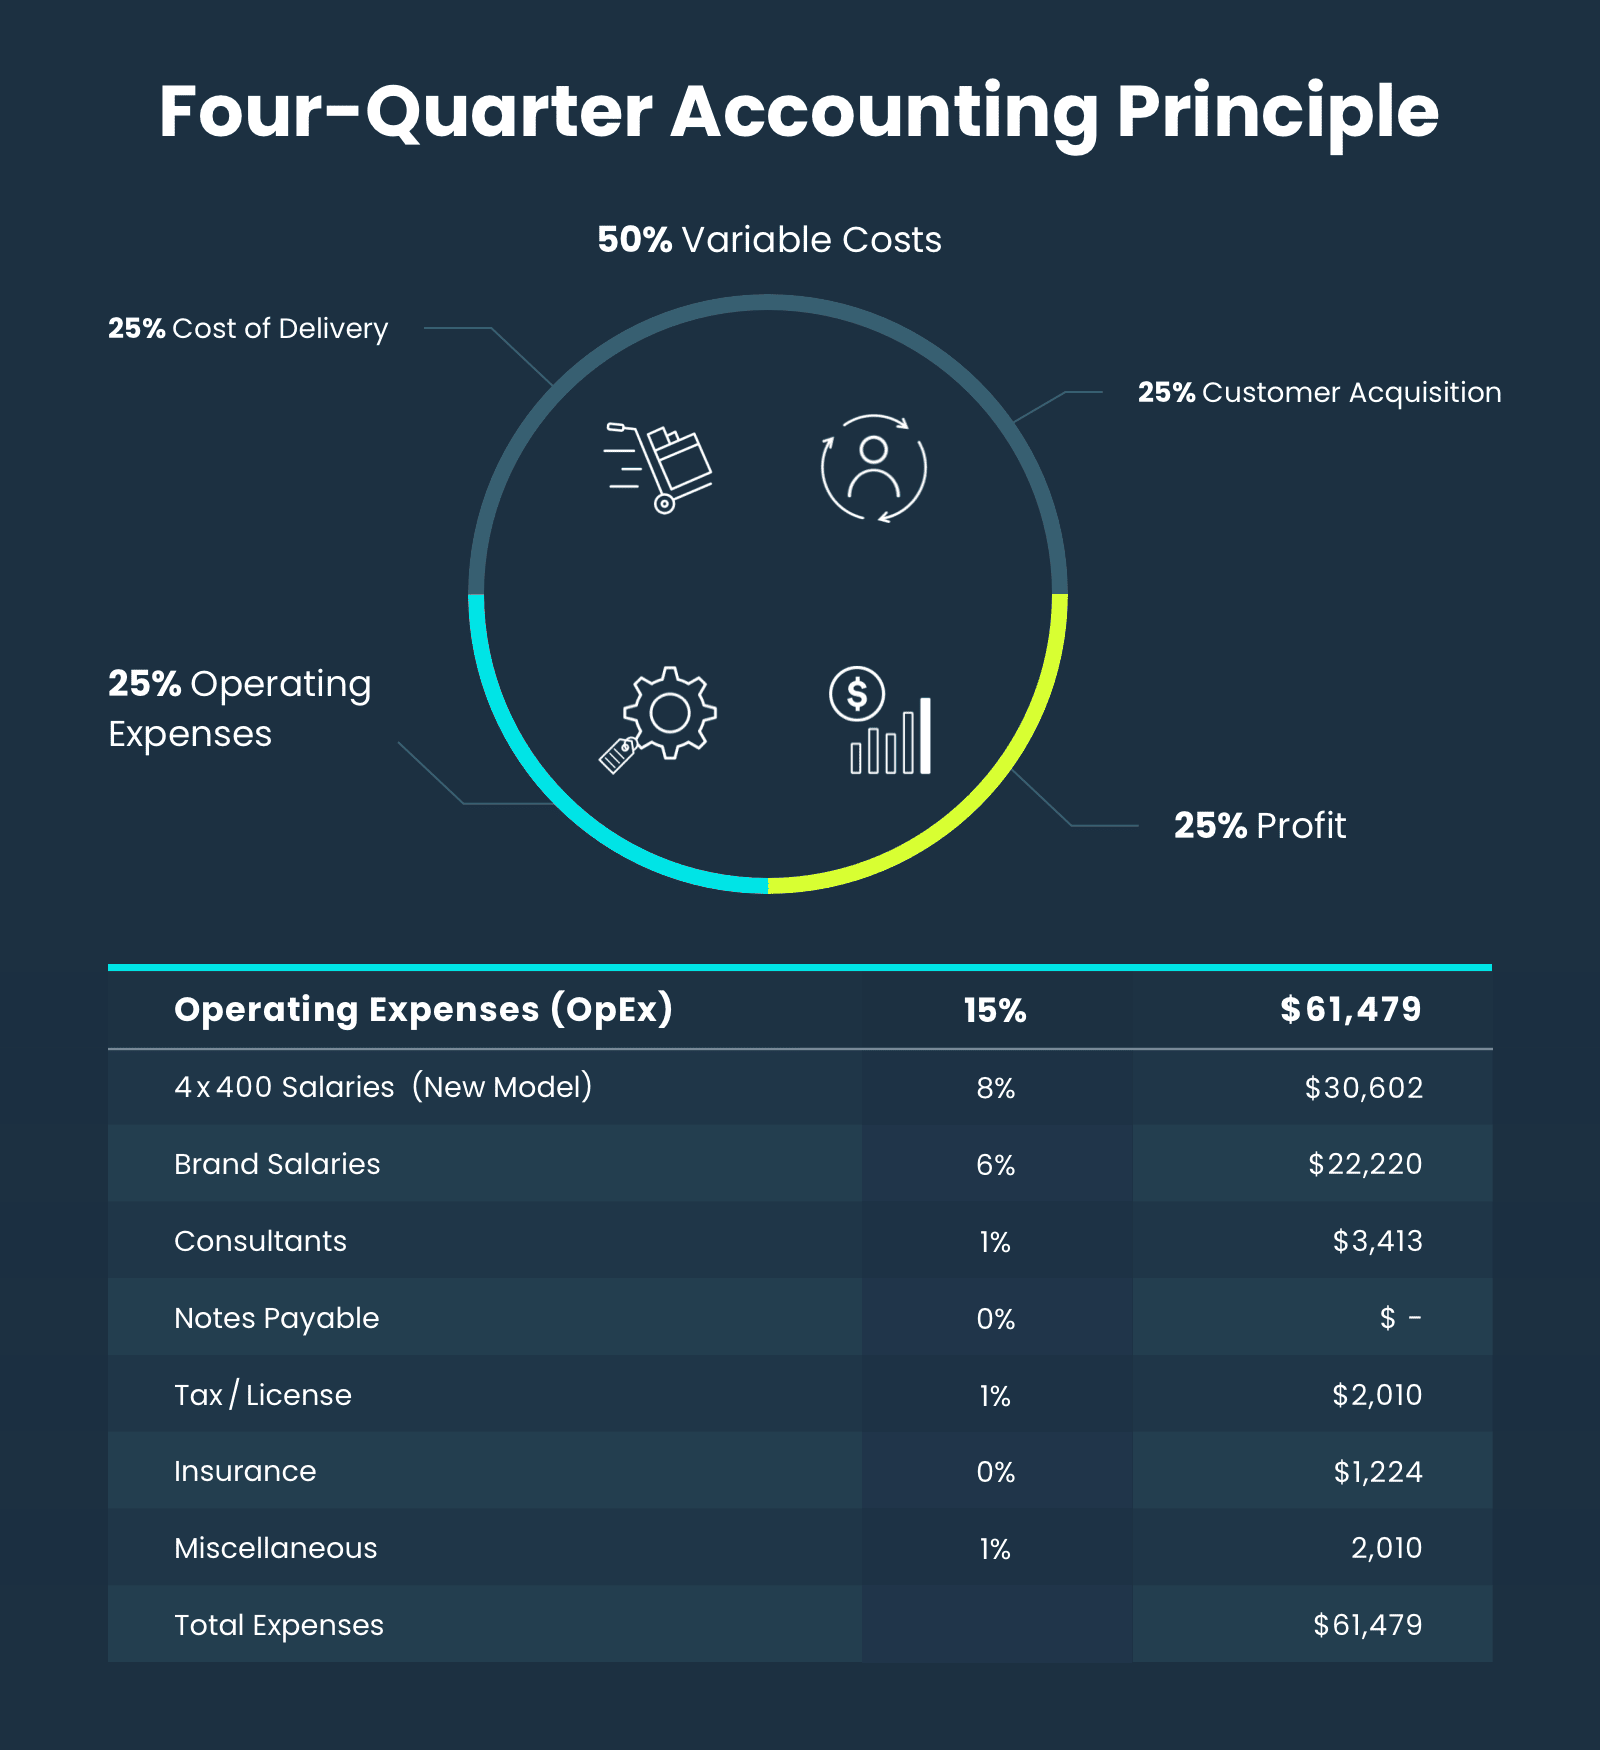 Four-Quarter Accounting Principle
50% Variable Costs
25% Cost of Delivery
25% Customer Acquisition
25% Operating
Expenses
$
25% Profit
Operating Expenses (OpEx) 15% $61,479
4x400 Salaries (New Model) 8% $30,602
Brand Salaries 6% $22,220
Consultants 1% $3,413
Notes Payable 0% $ -
Tax / License 1% $2,010
Insurance 0% $1,224
Miscellaneous 1% 2,010
Total Expenses $61,479